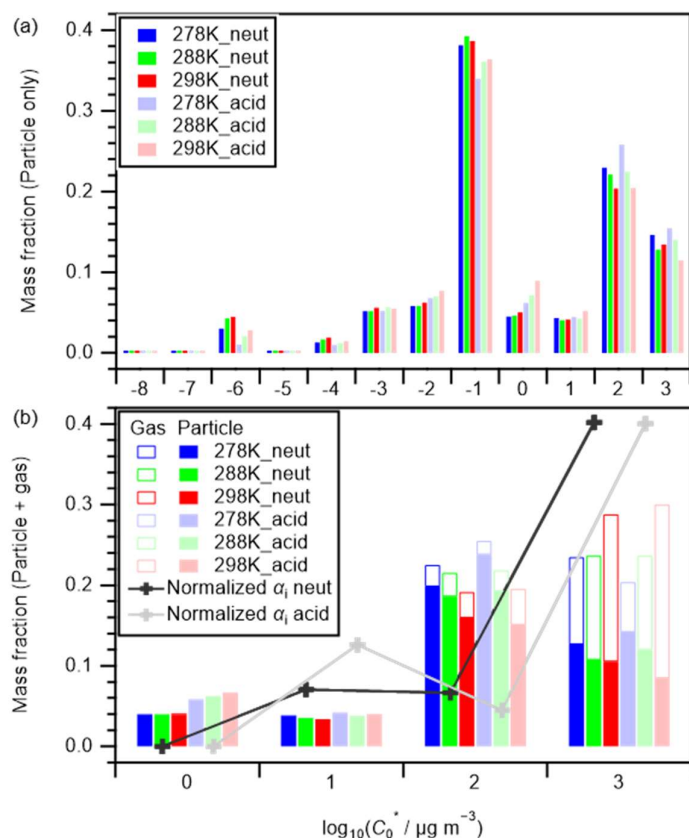 (a)
Mass fraction (Particle only)
0.4
0.3
0.2
0.1
0.0
278K_neut
288K_neut
298K_neut
278K_acid
288K_acid
298K_acid
-8 -7 -6 -5 -4 -3 -2 -1 0 1 2 3
(b)
Mass fraction (Particle + gas)
0.4
0.3
0.2
0.1
0.0
Gas Particle
278K_neut
288K_neut
298K_neut
278K_acid
288K_acid
298K_acid
Normalized αi neut
Normalized αi acid
0 1 2 3
log10(C0* / µg m−3)